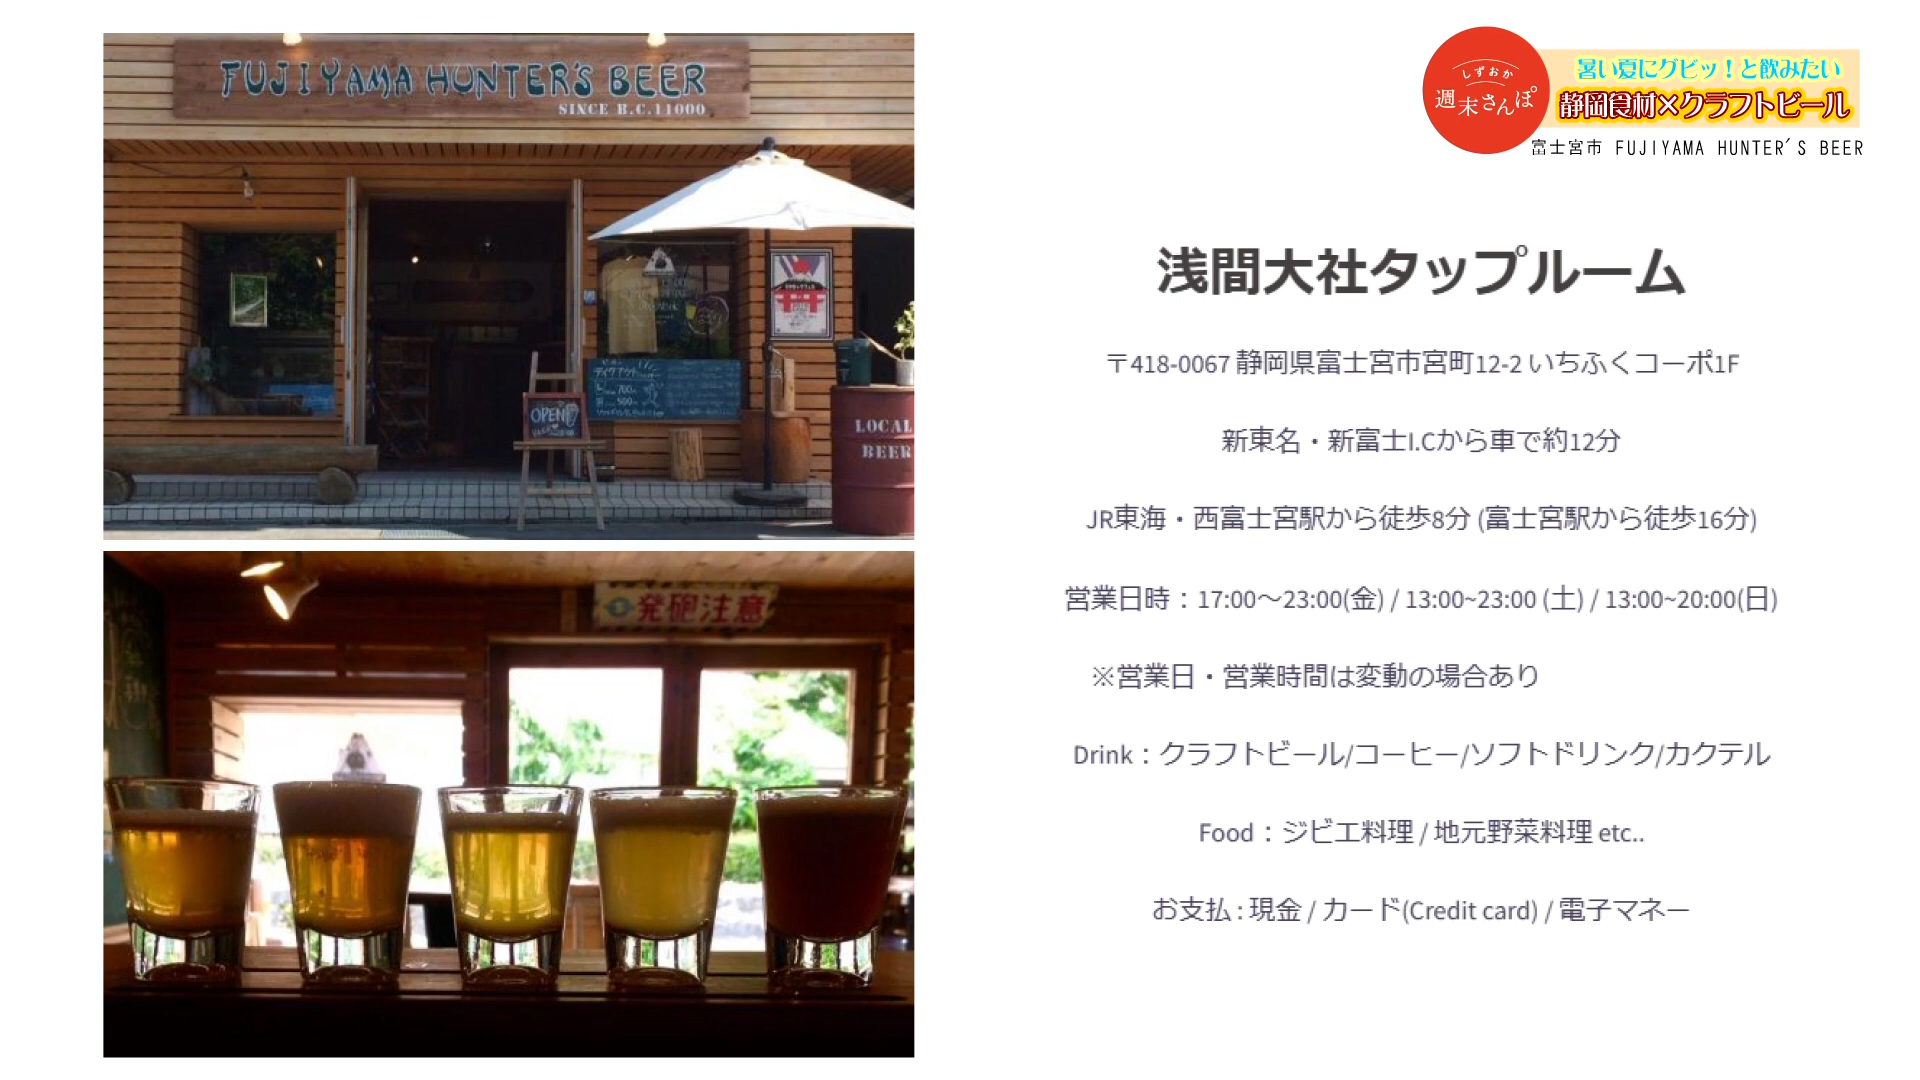 FUJIYAMA HUNTER'S BEER
SINCE B.C.11000
OPEN
テイクアウト
700
500
LOCAL
BEER
発砲注意
しずおか
週末さんぽ
暑い夏にグビッ！と飲みたい
静岡食材×クラフトビール
富士宮市 FUJIYAMA HUNTER'S BEER
浅間大社タップルーム
〒418-0067 静岡県富士宮市宮町12-2 いちふくコーポ1F
新東名・新富士I.Cから車で約12分
JR東海・西富士宮駅から徒歩8分 (富士宮駅から徒歩16分)
営業日時：17:00〜23:00(金) / 13:00~23:00 (土) / 13:00~20:00(日)
※営業日・営業時間は変動の場合あり
Drink：クラフトビール/コーヒー/ソフトドリンク/カクテル
Food：ジビエ料理 / 地元野菜料理 etc..
お支払 : 現金 / カード(Credit card) / 電子マネー